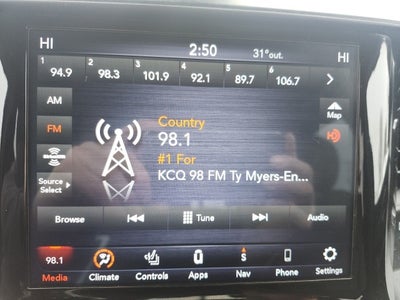 HI 2:50 31°out. HI
1 2 3 4 5 6
94.9 98.3 101.9 92.1 89.7 106.7
AM
FM
SiriusXM
Source
Select
Country
98.1
#1 For
KCQ 98 FM Ty Myers-En...
Map
HD
Browse Tune Audio
98.1 S
Media Climate Controls Apps Nav Phone Settings